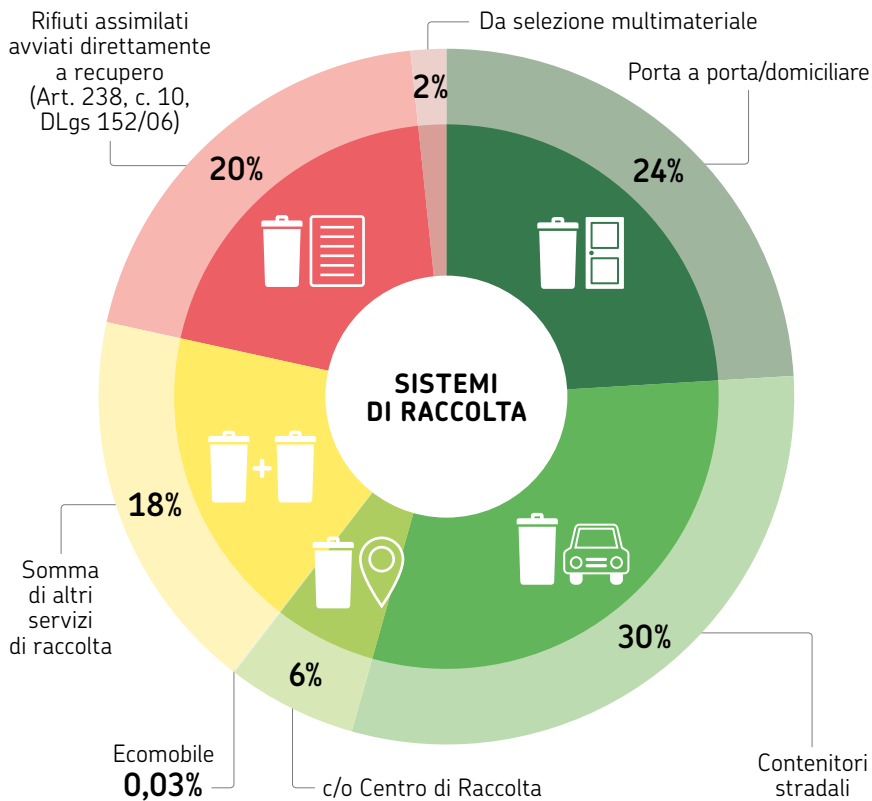 Rifiuti assimilati
avviati direttamente
a recupero
(Art. 238, c. 10,
DLgs 152/06)
20%
Da selezione multimateriale
2%
Porta a porta/domiciliare
24%
SISTEMI
DI RACCOLTA
+
18%
Somma
di altri
servizi
di raccolta
30%
Contenitori
stradali
6%
c/o Centro di Raccolta
Ecomobile
0,03%